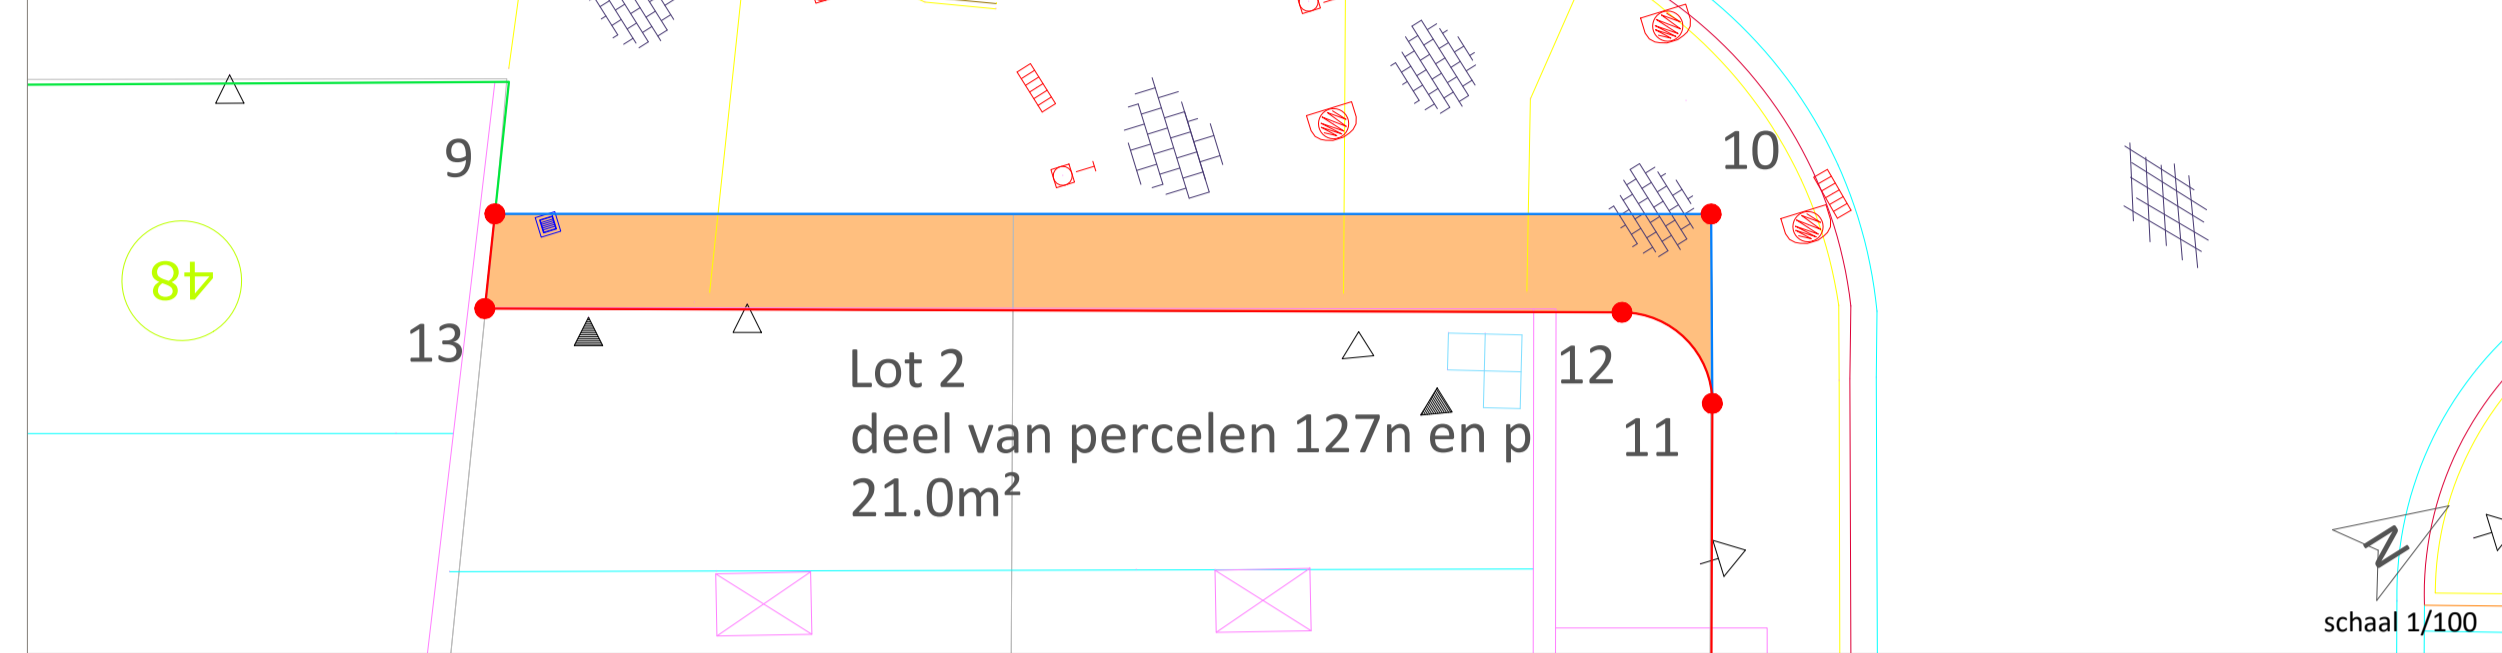 9
10
48
13
12
Lot 2
deel van percelen 127n en p
11
21.0m²
N
schaal 1/100